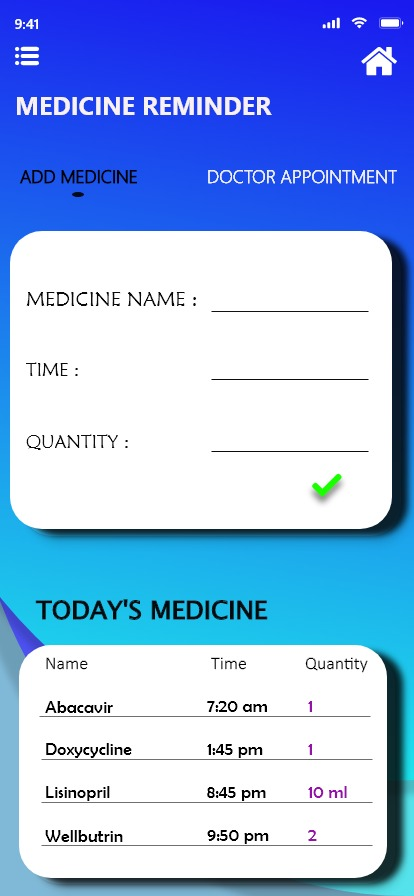 9:41
MEDICINE REMINDER
ADD MEDICINE DOCTOR APPOINTMENT
MEDICINE NAME :
TIME :
QUANTITY :
TODAY'S MEDICINE
Name Time Quantity
Abacavir 7:20 am 1
Doxycycline 1:45 pm 1
Lisinopril 8:45 pm 10 ml
Wellbutrin 9:50 pm 2